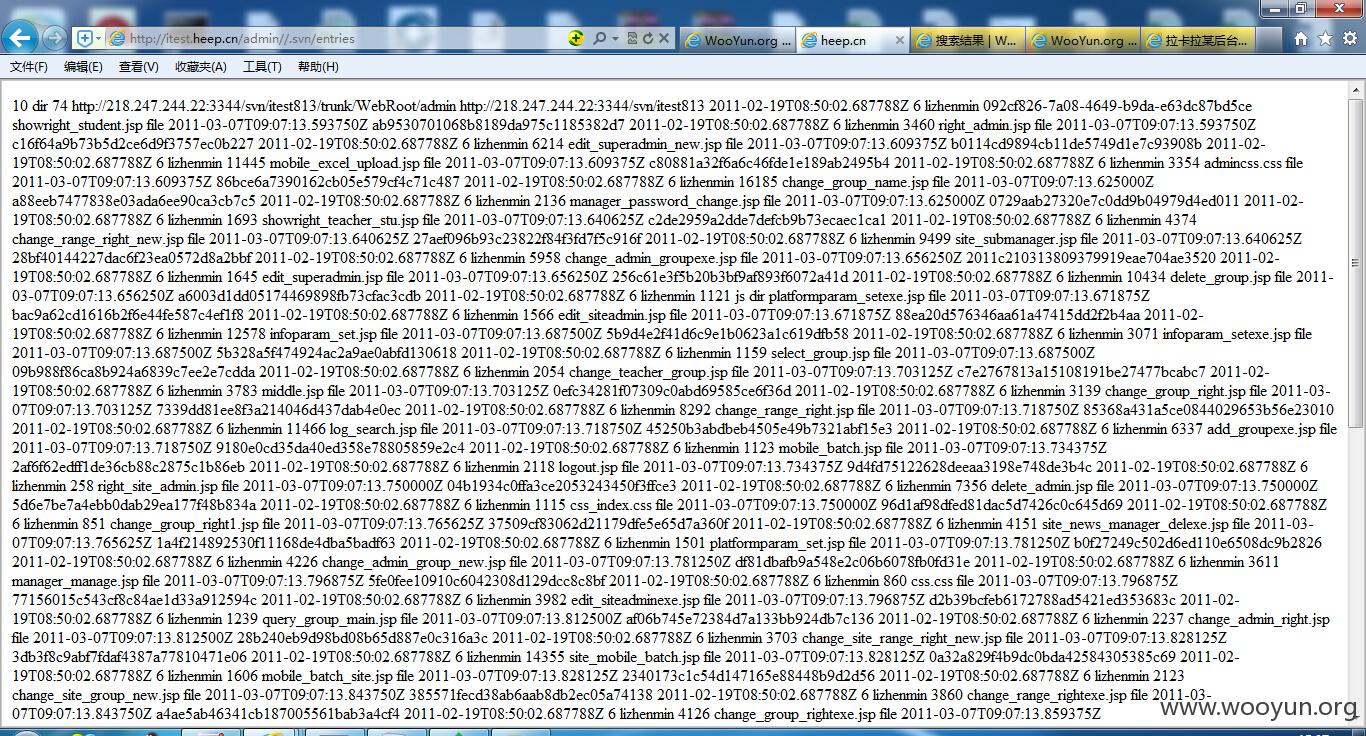 http://itest.heep.cn/admin//.svn/entries
WooYun.org ...
heep.cn
搜索结果 | W...
WooYun.org ...
拉卡拉某后台...
文件(F) 编辑(E) 查看(V) 收藏夹(A) 工具(T) 帮助(H)
10 dir 74 http://218.247.244.22:3344/svn/itest813/trunk/WebRoot/admin http://218.247.244.22:3344/svn/itest813 2011-02-19T08:50:02.687788Z 6 lizhenmin 092cf826-7a08-4649-b9da-e63dc87bd5ce
showright_student.jsp file 2011-03-07T09:07:13.593750Z ab9530701068b8189da975c1185382d7 2011-02-19T08:50:02.687788Z 6 lizhenmin 3460 right_admin.jsp file 2011-03-07T09:07:13.593750Z
c16f64a9b73b5d2ce6d9f3757ec0b227 2011-02-19T08:50:02.687788Z 6 lizhenmin 6214 edit_superadmin_new.jsp file 2011-03-07T09:07:13.609375Z b0114cd9894cb11de5749d1e7c93908b 2011-02-
19T08:50:02.687788Z 6 lizhenmin 11445 mobile_excel_upload.jsp file 2011-03-07T09:07:13.609375Z c80881a32f6a6c46fde1e189ab2495b4 2011-02-19T08:50:02.687788Z 6 lizhenmin 3354 admincss.css file
2011-03-07T09:07:13.609375Z 86bce6a7390162cb05e579cf4c71c487 2011-02-19T08:50:02.687788Z 6 lizhenmin 16185 change_group_name.jsp file 2011-03-07T09:07:13.625000Z
a88eeb7477838e03ada6ee90ca3cb7c5 2011-02-19T08:50:02.687788Z 6 lizhenmin 2136 manager_password_change.jsp file 2011-03-07T09:07:13.625000Z 0729aab27320e7c0dd9b04979d4ed011 2011-02-
19T08:50:02.687788Z 6 lizhenmin 1693 showright_teacher_stu.jsp file 2011-03-07T09:07:13.640625Z c2de2959a2dde7defcb9b73ecaec1ca1 2011-02-19T08:50:02.687788Z 6 lizhenmin 4374
change_range_right_new.jsp file 2011-03-07T09:07:13.640625Z 27aef096b93c23822f84f3fd7f5c916f 2011-02-19T08:50:02.687788Z 6 lizhenmin 9499 site_submanager.jsp file 2011-03-07T09:07:13.640625Z
28bf40144227dac6f23ea0572d8a2bbf 2011-02-19T08:50:02.687788Z 6 lizhenmin 5958 change_admin_groupexe.jsp file 2011-03-07T09:07:13.656250Z 2011c210313809379919eae704ae3520 2011-02-
19T08:50:02.687788Z 6 lizhenmin 1645 edit_superadmin.jsp file 2011-03-07T09:07:13.656250Z 256c61e3f5b20b3bf9af893f6072a41d 2011-02-19T08:50:02.687788Z 6 lizhenmin 10434 delete_group.jsp file 2011-
03-07T09:07:13.656250Z a6003d1dd05174469898fb73cfac3cdb 2011-02-19T08:50:02.687788Z 6 lizhenmin 1121 js dir platformparam_setexe.jsp file 2011-03-07T09:07:13.671875Z
bac9a62cd1616b2f6e44fe587c4ef1f8 2011-02-19T08:50:02.687788Z 6 lizhenmin 1566 edit_siteadmin.jsp file 2011-03-07T09:07:13.671875Z 88ea20d576346aa61a47415dd2f2b4aa 2011-02-
19T08:50:02.687788Z 6 lizhenmin 12578 infoparam_set.jsp file 2011-03-07T09:07:13.687500Z 5b9d4e2f41d6c9e1b0623a1c619dfb58 2011-02-19T08:50:02.687788Z 6 lizhenmin 3071 infoparam_setexe.jsp file
2011-03-07T09:07:13.687500Z 5b328a5f474924ac2a9ae0abfd130618 2011-02-19T08:50:02.687788Z 6 lizhenmin 1159 select_group.jsp file 2011-03-07T09:07:13.687500Z
09b988f86ca8b924a6839c7ee2e7cdda 2011-02-19T08:50:02.687788Z 6 lizhenmin 2054 change_teacher_group.jsp file 2011-03-07T09:07:13.703125Z c7e2767813a15108191be27477bcabc7 2011-02-
19T08:50:02.687788Z 6 lizhenmin 3783 middle.jsp file 2011-03-07T09:07:13.703125Z 0efc34281f07309c0abd69585ce6f36d 2011-02-19T08:50:02.687788Z 6 lizhenmin 3139 change_group_right.jsp file 2011-03-
07T09:07:13.703125Z 7339dd81ee8f3a214046d437dab4e0ec 2011-02-19T08:50:02.687788Z 6 lizhenmin 8292 change_range_right.jsp file 2011-03-07T09:07:13.718750Z 85368a431a5ce0844029653b56e23010
2011-02-19T08:50:02.687788Z 6 lizhenmin 11466 log_search.jsp file 2011-03-07T09:07:13.718750Z 45250b3abdbeb4505e49b7321abf15e3 2011-02-19T08:50:02.687788Z 6 lizhenmin 6337 add_groupexe.jsp file
2011-03-07T09:07:13.718750Z 9180e0cd35da40ed358e78805859e2c4 2011-02-19T08:50:02.687788Z 6 lizhenmin 1123 mobile_batch.jsp file 2011-03-07T09:07:13.734375Z
2af6f62edff1de36cb88c2875c1b86eb 2011-02-19T08:50:02.687788Z 6 lizhenmin 2118 logout.jsp file 2011-03-07T09:07:13.734375Z 9d4fd75122628deeaa3198e748de3b4c 2011-02-19T08:50:02.687788Z 6
lizhenmin 258 right_site_admin.jsp file 2011-03-07T09:07:13.750000Z 04b1934c0ffa3ce2053243450f3ffce3 2011-02-19T08:50:02.687788Z 6 lizhenmin 7356 delete_admin.jsp file 2011-03-07T09:07:13.750000Z
5d6e7be7a4ebb0dab29ea177f48b834a 2011-02-19T08:50:02.687788Z 6 lizhenmin 1115 css_index.css file 2011-03-07T09:07:13.750000Z 96d1af98dfed81dac5d7426c0c645d69 2011-02-19T08:50:02.687788Z
6 lizhenmin 851 change_group_right1.jsp file 2011-03-07T09:07:13.765625Z 37509cf83062d21179dfe5e65d7a360f 2011-02-19T08:50:02.687788Z 6 lizhenmin 4151 site_news_manager_delexe.jsp file 2011-03-
07T09:07:13.765625Z 1a4f214892530f11168de4dba5badf63 2011-02-19T08:50:02.687788Z 6 lizhenmin 1501 platformparam_set.jsp file 2011-03-07T09:07:13.781250Z b0f27249c502d6ed110e6508dc9b2826
2011-02-19T08:50:02.687788Z 6 lizhenmin 4226 change_admin_group_new.jsp file 2011-03-07T09:07:13.781250Z df81dbafb9a548e2c06b6078fb0fd31e 2011-02-19T08:50:02.687788Z 6 lizhenmin 3611
manager_manage.jsp file 2011-03-07T09:07:13.796875Z 5fe0fee10910c6042308d129dcc8c8bf 2011-02-19T08:50:02.687788Z 6 lizhenmin 860 css.css file 2011-03-07T09:07:13.796875Z
77156015c543cf8c84ae1d33a912594c 2011-02-19T08:50:02.687788Z 6 lizhenmin 3982 edit_siteadminexe.jsp file 2011-03-07T09:07:13.796875Z d2b39bcfeb6172788ad5421ed353683c 2011-02-
19T08:50:02.687788Z 6 lizhenmin 1239 query_group_main.jsp file 2011-03-07T09:07:13.812500Z af06b745e72384d7a133bb924db7c136 2011-02-19T08:50:02.687788Z 6 lizhenmin 2237 change_admin_right.jsp
file 2011-03-07T09:07:13.812500Z 28b240eb9d98bd08b65d887e0c316a3c 2011-02-19T08:50:02.687788Z 6 lizhenmin 3703 change_site_range_right_new.jsp file 2011-03-07T09:07:13.828125Z
3db3f8c9abf7fdaf4387a77810471e06 2011-02-19T08:50:02.687788Z 6 lizhenmin 14355 site_mobile_batch.jsp file 2011-03-07T09:07:13.828125Z 0a32a829f4b9dc0bda42584305385c69 2011-02-
19T08:50:02.687788Z 6 lizhenmin 1606 mobile_batch_site.jsp file 2011-03-07T09:07:13.828125Z 2340173c1c54d147165e88448b9d2d56 2011-02-19T08:50:02.687788Z 6 lizhenmin 2123
change_site_group_new.jsp file 2011-03-07T09:07:13.843750Z 385571fecd38ab6aab8db2ec05a74138 2011-02-19T08:50:02.687788Z 6 lizhenmin 3860 change_range_rightexe.jsp file 2011-03-
07T09:07:13.843750Z a4ae5ab46341cb187005561bab3a4cf4 2011-02-19T08:50:02.687788Z 6 lizhenmin 4126 change_group_rightexe.jsp file 2011-03-07T09:07:13.859375Z
www.wooyun.org